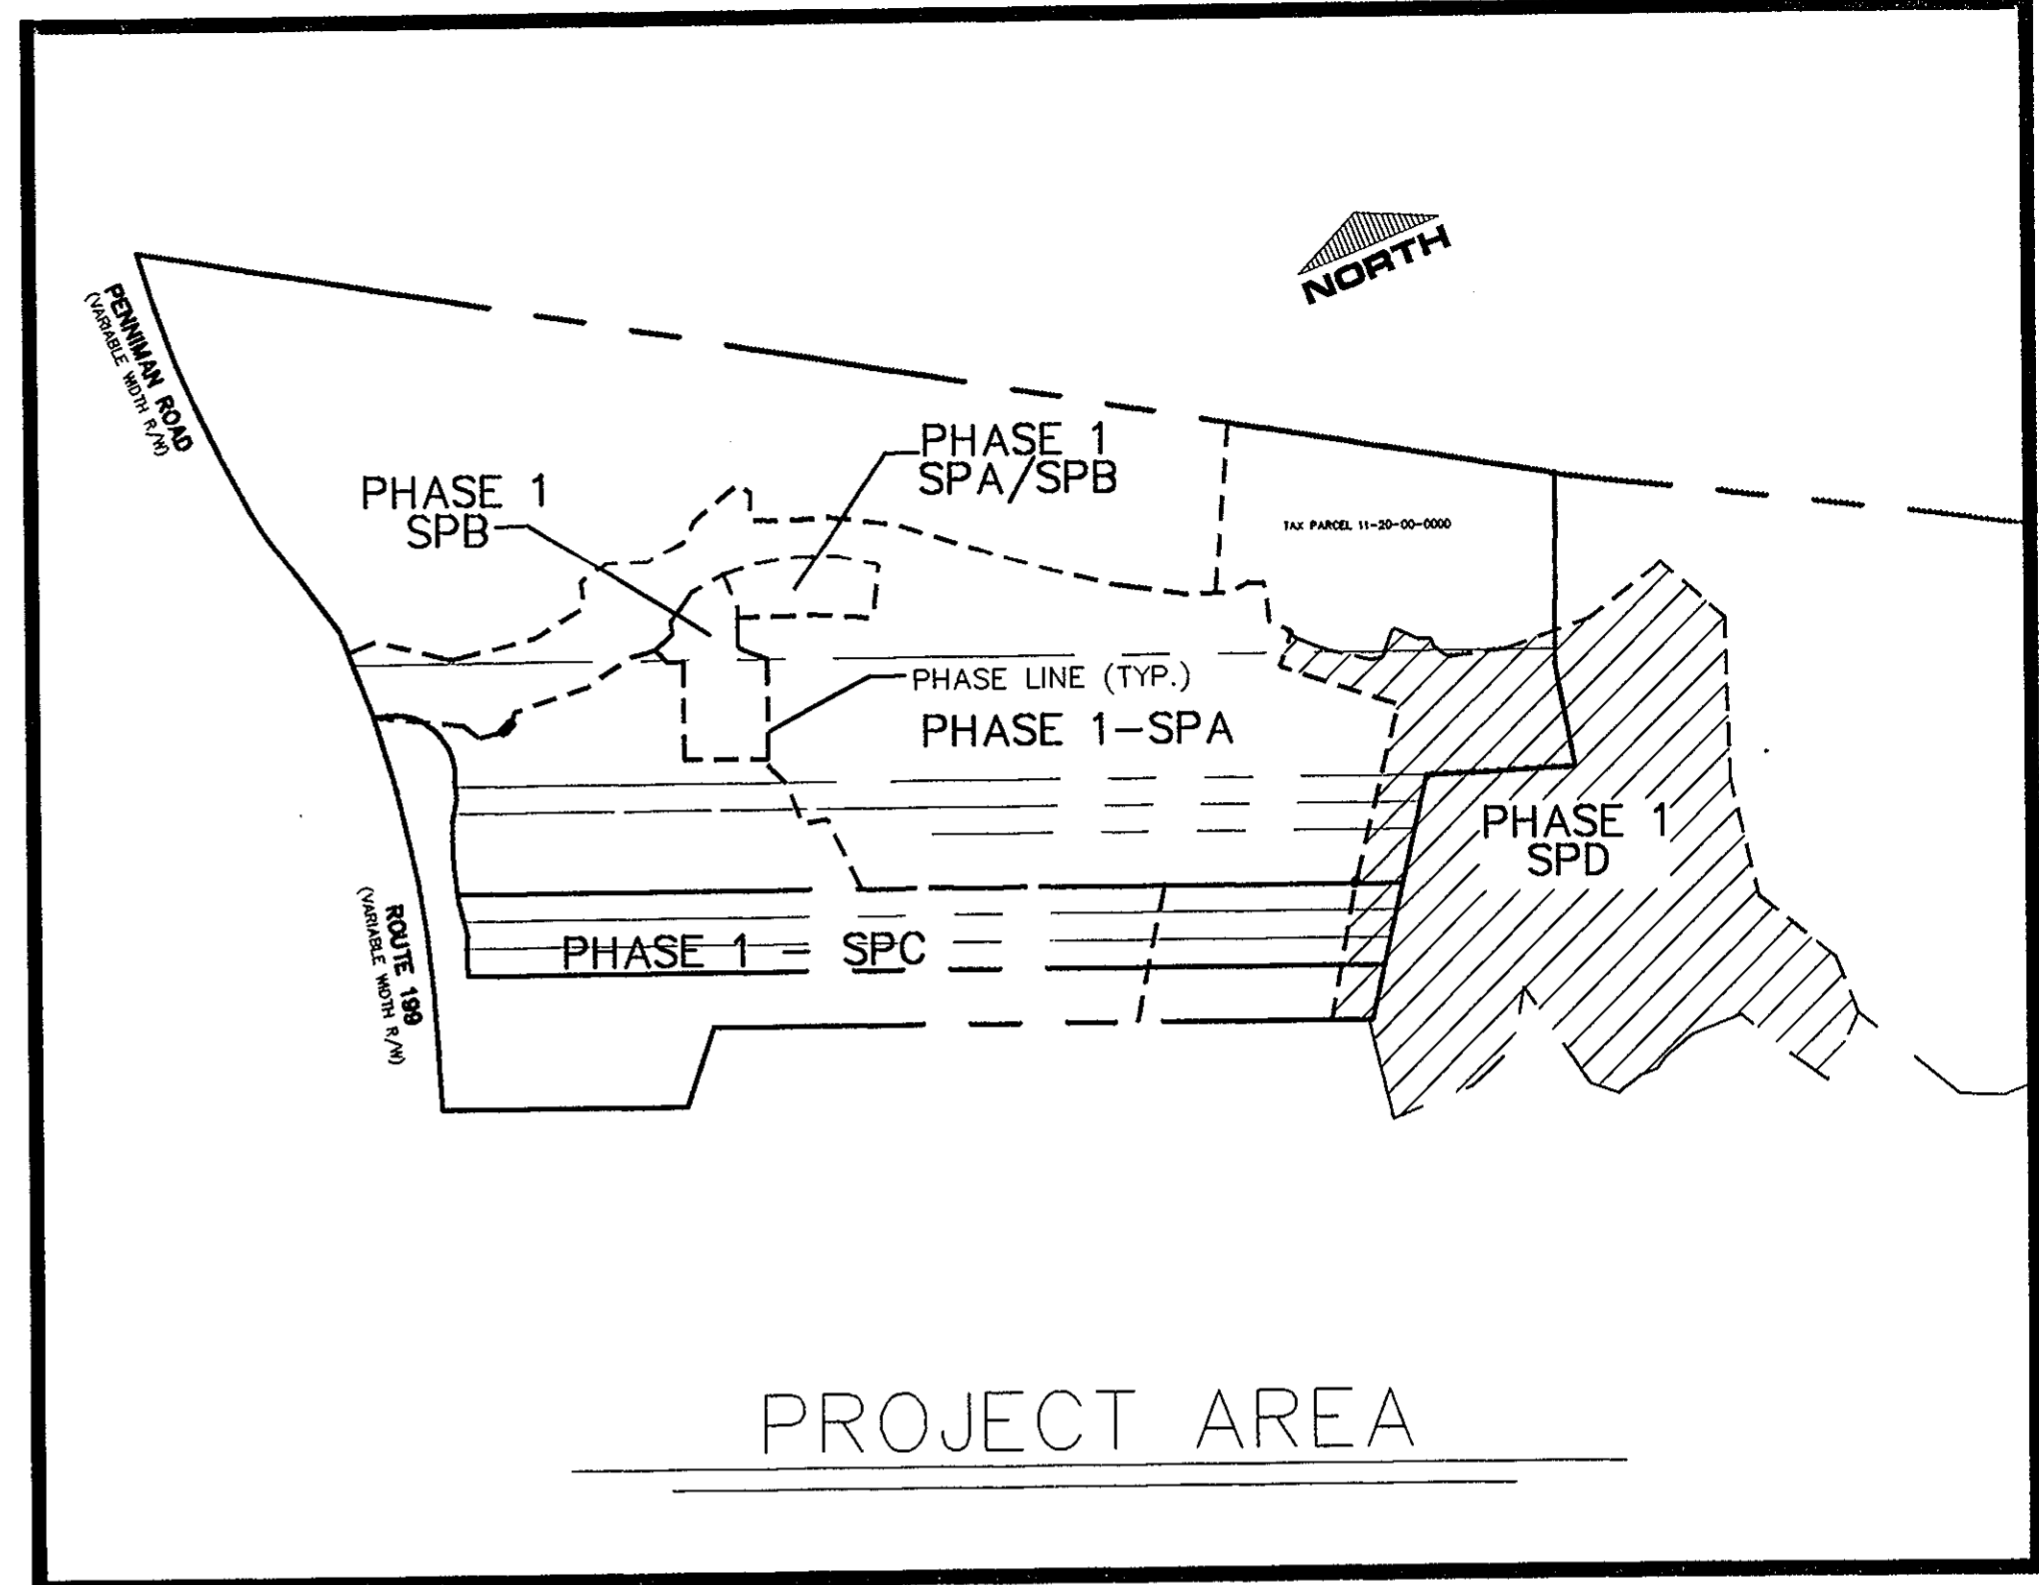 NORTH
PENNIMAN ROAD
(VARIABLE WIDTH R/W)
PHASE 1
SPA/SPB
PHASE 1
SPB
TAX PARCEL 11-20-00-0000
PHASE LINE (TYP.)
PHASE 1-SPA
PHASE 1
SPD
ROUTE 199
(VARIABLE WIDTH R/W)
PHASE 1 - SPC
PROJECT AREA